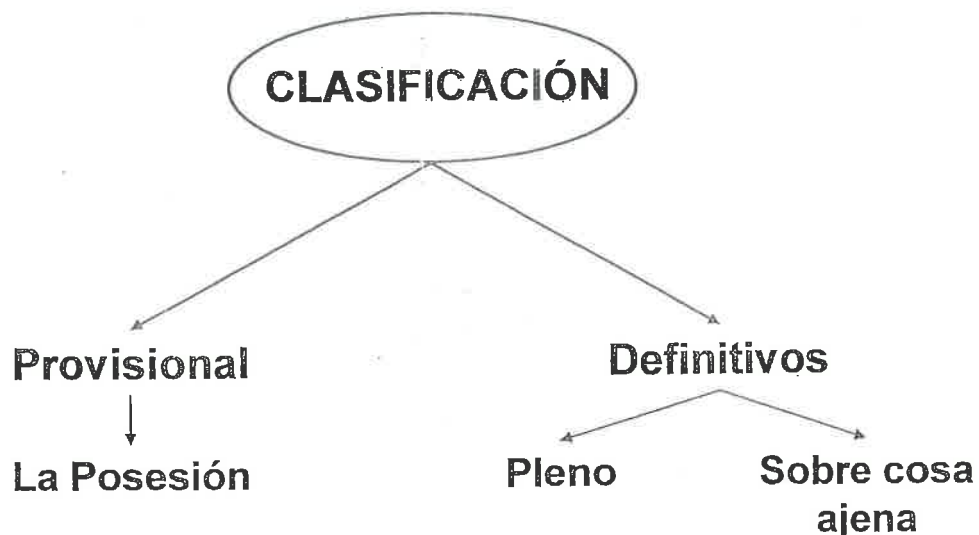 CLASIFICACIÓN
Provisional
Definitivos
La Posesión
Pleno
Sobre cosa
ajena